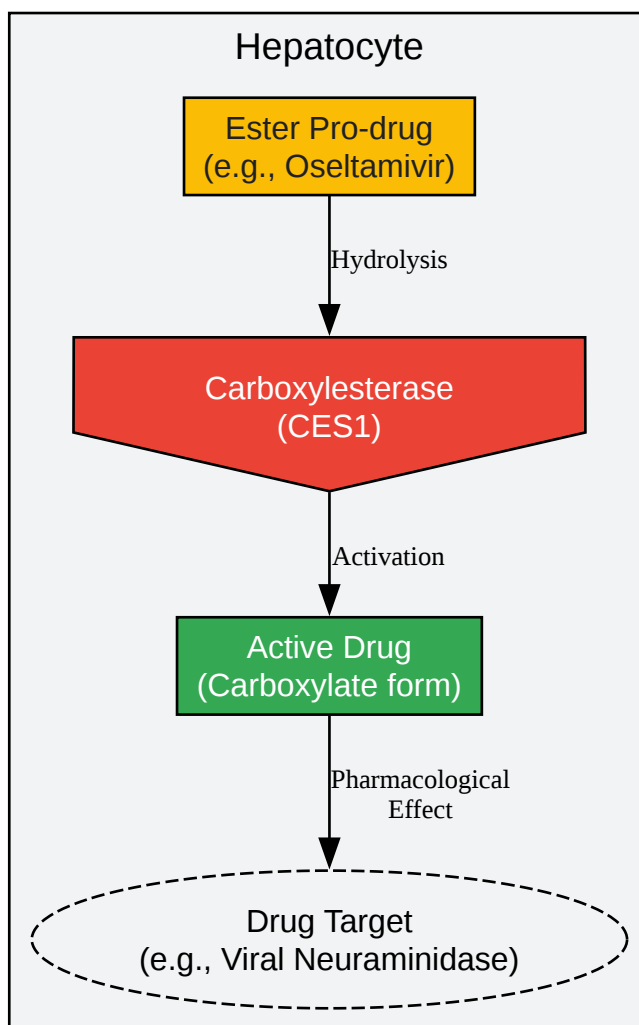 Hepatocyte
Ester Pro-drug
(e.g., Oseltamivir)
Hydrolysis
Carboxylesterase
(CES1)
Activation
Active Drug
(Carboxylate form)
Pharmacological
Effect
Drug Target
(e.g., Viral Neuraminidase)